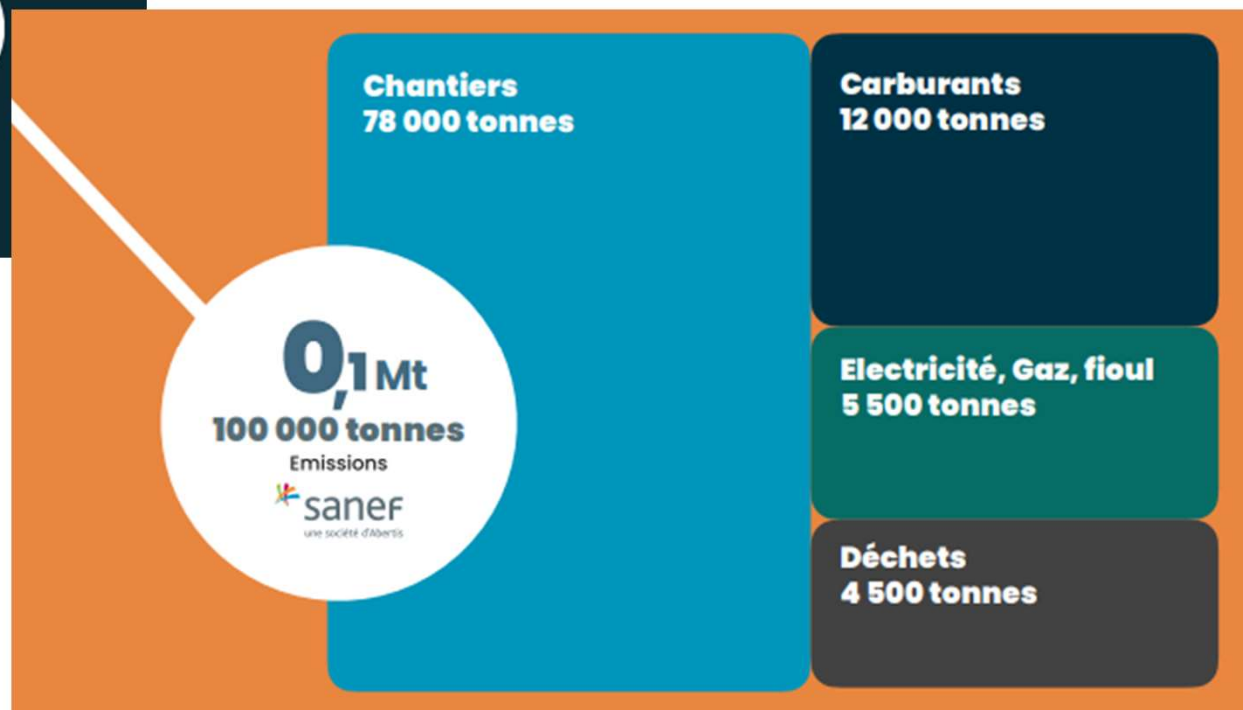 Chantiers
78 000 tonnes
Carburants
12 000 tonnes
0,1 Mt
100 000 tonnes
Emissions
sanef
une société d'Abertis
Electricité, Gaz, fioul
5 500 tonnes
Déchets
4 500 tonnes